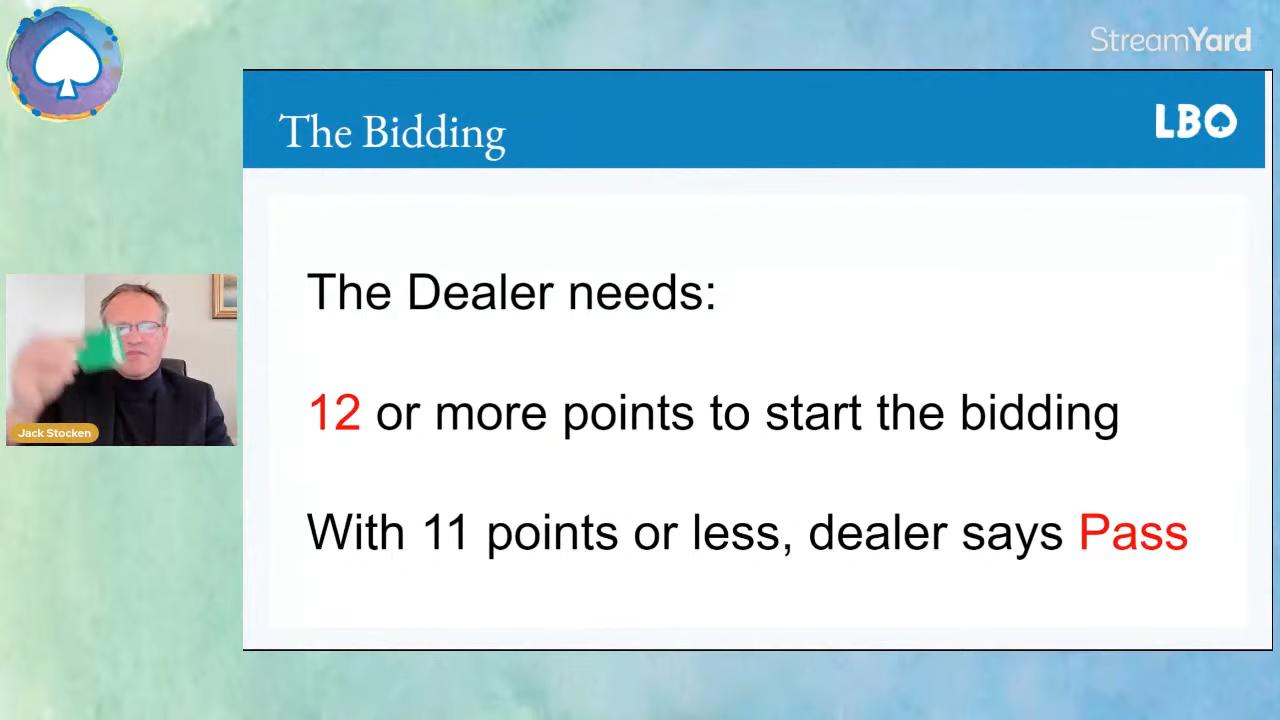 StreamYard
The Bidding
LBO
The Dealer needs:
12 or more points to start the bidding
With 11 points or less, dealer says Pass
Jack Stocken